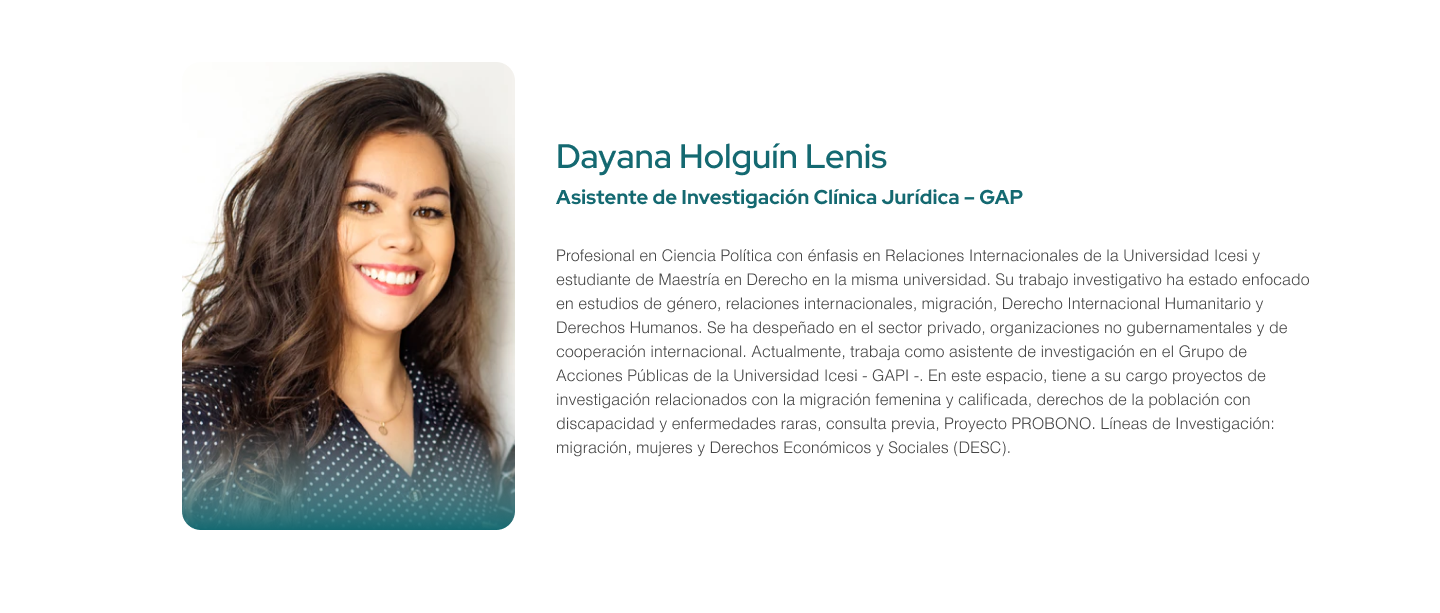 Dayana Holguín Lenis
Asistente de Investigación Clínica Jurídica – GAP
Profesional en Ciencia Política con énfasis en Relaciones Internacionales de la Universidad Icesi y
estudiante de Maestría en Derecho en la misma universidad. Su trabajo investigativo ha estado enfocado
en estudios de género, relaciones internacionales, migración, Derecho Internacional Humanitario y
Derechos Humanos. Se ha despeñado en el sector privado, organizaciones no gubernamentales y de
cooperación internacional. Actualmente, trabaja como asistente de investigación en el Grupo de
Acciones Públicas de la Universidad Icesi - GAPI -. En este espacio, tiene a su cargo proyectos de
investigación relacionados con la migración femenina y calificada, derechos de la población con
discapacidad y enfermedades raras, consulta previa, Proyecto PROBONO. Líneas de Investigación:
migración, mujeres y Derechos Económicos y Sociales (DESC).